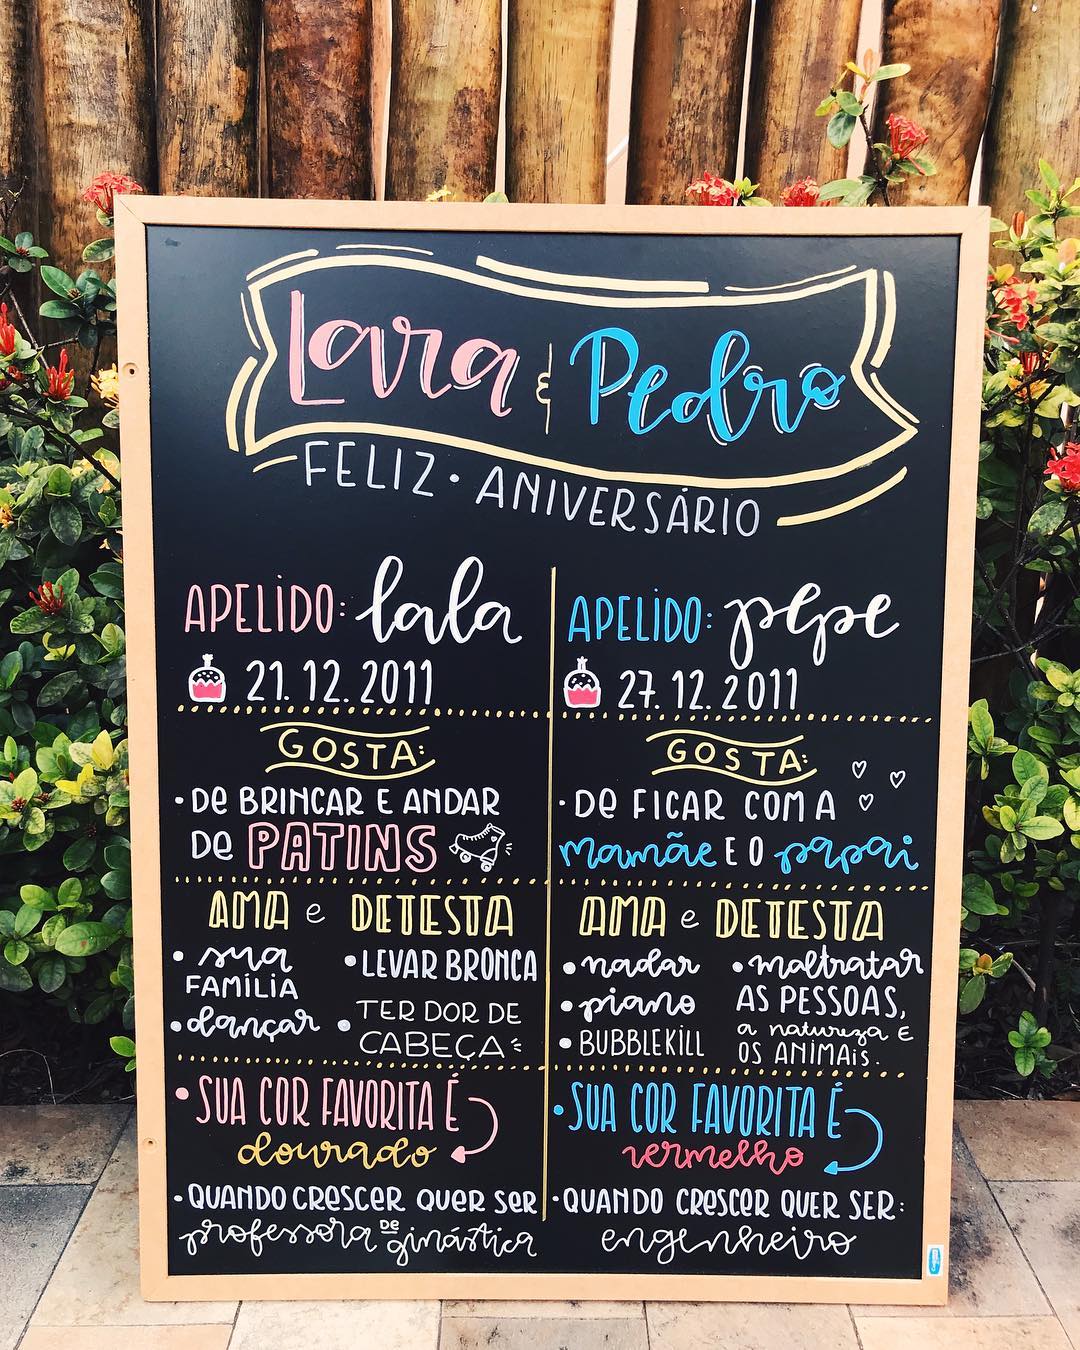 Lara & Pedro
FELIZ • ANIVERSÁRIO
APELIDO: lala
21.12.2011
GOSTA:
• De BRINCAR E ANDAR
De PATINS
AMA e DETESTA
• sua
FAMÍLIA
• dançar
• LEVAR BRONCA
• TER DOR DE
CABEÇA
• SUA COR FAVORITA É
dourado
• QUANDO CRESCER QUER SER
professora DE ginástica
APELIDO: pepe
27.12.2011
GOSTA:
• De FICAR COM A
mamãe E O papai
AMA e DETESTA
• nadar
• piano
• BUBBLEKILL
• maltratar
AS PESSOAS,
a natureza E
OS ANIMAiS.
• SUA COR FAVORITA É
vermelho
• QUANDO CRESCER QUER SER:
engenheiro